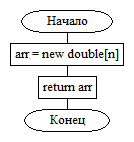 Начало
arr = new double[n]
return arr
Конец